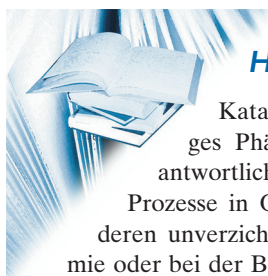 H
Kata
ges Phä
antwortlich
Prozesse in
deren unverzich
mie oder bei der B